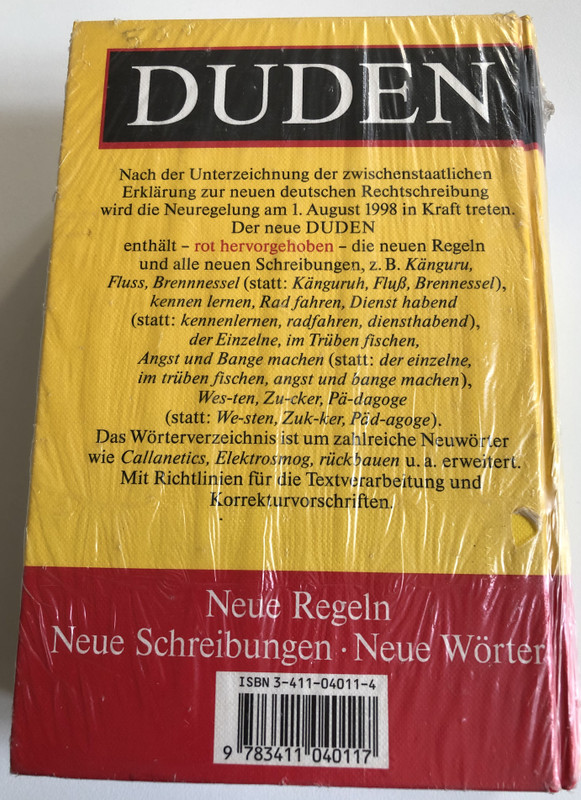 DUDEN
Nach der Unterzeichnung der zwischenstaatlichen
Erklärung zur neuen deutschen Rechtschreibung
wird die Neuregelung am 1. August 1998 in Kraft treten.
Der neue DUDEN
enthält – rot hervorgehoben – die neuen Regeln
und alle neuen Schreibungen, z. B. Känguru,
Fluss, Brennnessel (statt: Känguruh, Fluß, Brennessel),
kennen lernen, Rad fahren, Dienst habend
(statt: kennenlernen, radfahren, diensthabend),
der Einzelne, im Trüben fischen,
Angst und Bange machen (statt: der einzelne,
im trüben fischen, angst und bange machen),
Wes-ten, Zu-cker, Pä-dagoge
(statt: We-sten, Zuk-ker, Päd-agoge).
Das Wörterverzeichnis ist um zahlreiche Neuwörter
wie Callanetics, Elektrosmog, rückbauen u. a. erweitert.
Mit Richtlinien für die Textverarbeitung und
Korrekturvorschriften.
Neue Regeln
Neue Schreibungen · Neue Wörter
ISBN 3-411-04011-4
9 783411 040117